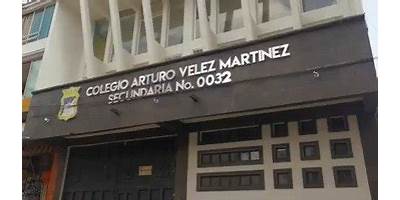 COLEGIO ARTURO VELEZ MARTINEZ
SECUNDARIA No. 0032